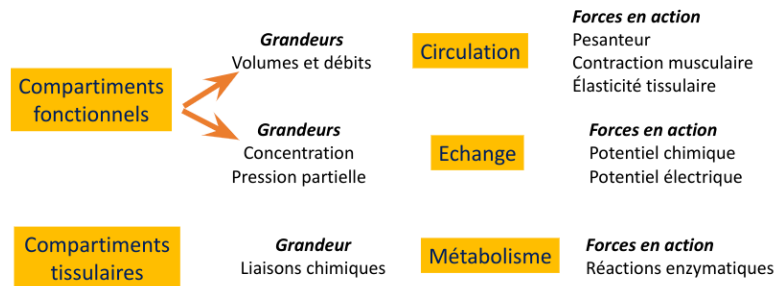 Compartiments
fonctionnels
Grandeurs
Volumes et débits
Circulation
Forces en action
Pesanteur
Contraction musculaire
Élasticité tissulaire
Grandeurs
Concentration
Pression partielle
Echange
Forces en action
Potentiel chimique
Potentiel électrique
Compartiments
tissulaires
Grandeur
Liaisons chimiques
Métabolisme
Forces en action
Réactions enzymatiques